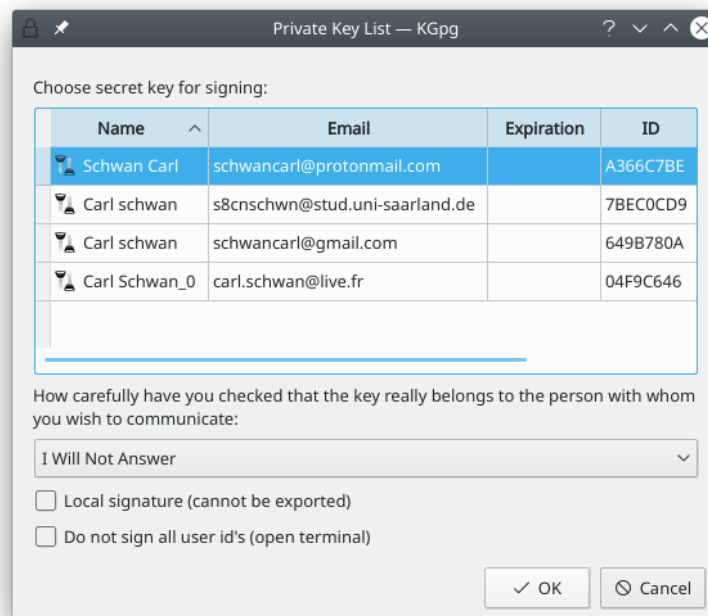 Private Key List — KGpg
Choose secret key for signing:
Name Email Expiration ID
Schwan Carl schwancarl@protonmail.com A366C7BE
Carl schwan s8cnschwn@stud.uni-saarland.de 7BEC0CD9
Carl schwan schwancarl@gmail.com 649B780A
Carl Schwan_0 carl.schwan@live.fr 04F9C646
How carefully have you checked that the key really belongs to the person with whom
you wish to communicate:
I Will Not Answer
Local signature (cannot be exported)
Do not sign all user id's (open terminal)
OK Cancel